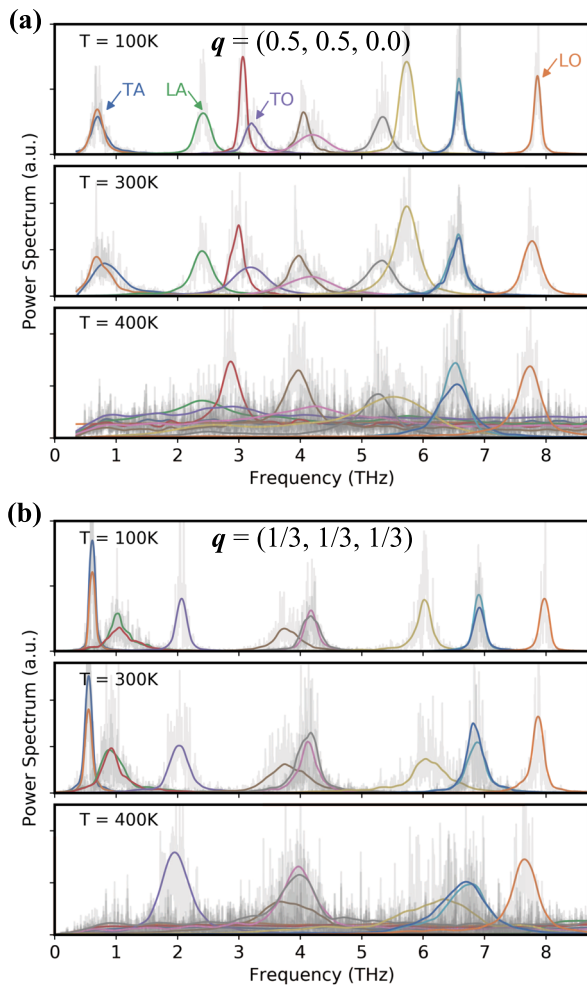 (a)
T = 100K
q = (0.5, 0.5, 0.0)
TA
LA
TO
LO
T = 300K
Power Spectrum (a.u.)
T = 400K
0 1 2 3 4 5 6 7 8
Frequency (THz)
(b)
T = 100K
q = (1/3, 1/3, 1/3)
T = 300K
Power Spectrum (a.u.)
T = 400K
0 1 2 3 4 5 6 7 8
Frequency (THz)